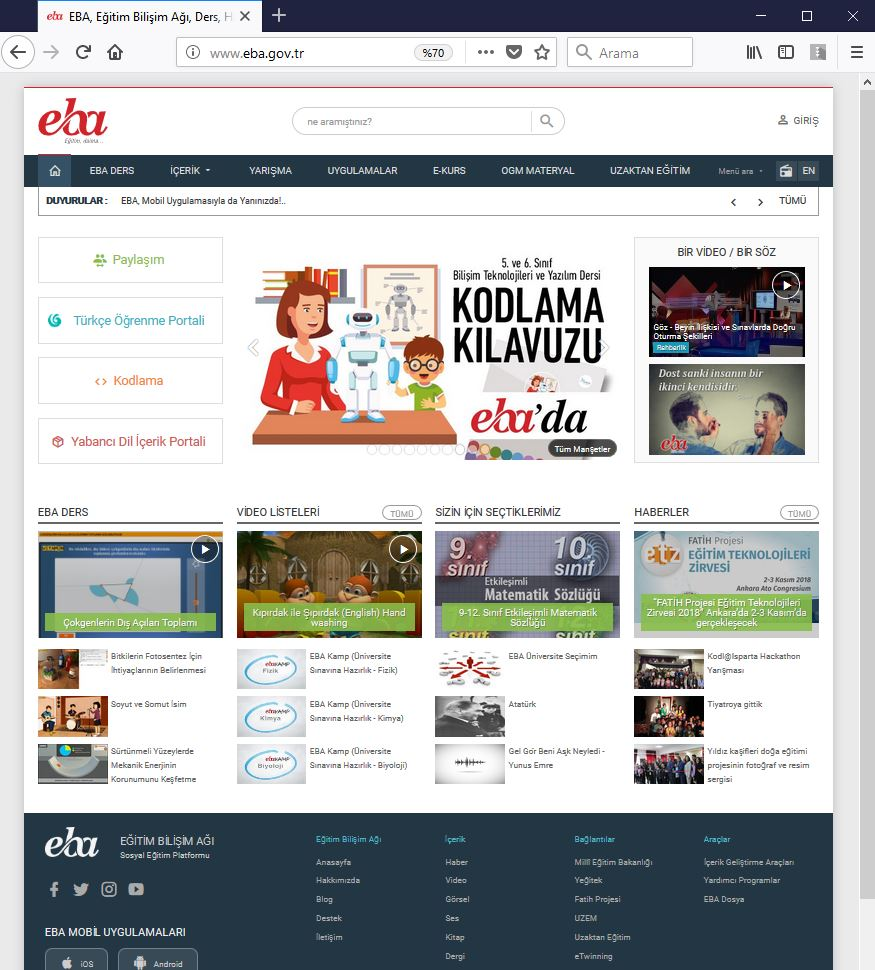 eba EBA, Eğitim Bilişim Ağı, Ders, H
www.eba.gov.tr
%70
Arama
eba
Eğitim, daima...
ne aramıştınız?
GİRİŞ
EBA DERS
İÇERİK
YARIŞMA
UYGULAMALAR
E-KURS
OGM MATERYAL
UZAKTAN EĞİTİM
Menü ara
EN
DUYURULAR :
EBA, Mobil Uygulamasıyla da Yanınızda!..
TÜMÜ
Paylaşım
Türkçe Öğrenme Portali
Kodlama
Yabancı Dil İçerik Portali
5. ve 6. Sınıf
Bilişim Teknolojileri ve Yazılım Dersi
KODLAMA
KILAVUZU
eba'da
Tüm Manşetler
BİR VİDEO / BİR SÖZ
Göz - Beyin İlişkisi ve Sınavlarda Doğru
Oturma Şekilleri
Rehberlik
Dost sanki insanın bir
ikinci kendisidir.
eba
EBA DERS
Çokgenlerin Dış Açıları Toplamı
Bitkilerin Fotosentez İçin
İhtiyaçlarının Belirlenmesi
Soyut ve Somut İsim
Sürtünmeli Yüzeylerde
Mekanik Enerjinin
Korunumunu Keşfetme
VİDEO LİSTELERİ
TÜMÜ
Kıpırdak ile Şıpırdak (English) Hand
washing
ebaKAMP
Fizik
EBA Kamp (Üniversite
Sınavına Hazırlık - Fizik)
ebaKAMP
Kimya
EBA Kamp (Üniversite
Sınavına Hazırlık - Kimya)
ebaKAMP
Biyoloji
EBA Kamp (Üniversite
Sınavına Hazırlık - Biyoloji)
SİZİN İÇİN SEÇTİKLERİMİZ
9.
sınıf
10.
sınıf
Etkileşimli
Matematik Sözlüğü
9-12. Sınıf Etkileşimli Matematik
Sözlüğü
EBA Üniversite Seçimim
Atatürk
Gel Gör Beni Aşk Neyledi -
Yunus Emre
HABERLER
TÜMÜ
etz
FATİH Projesi
EĞİTİM TEKNOLOJİLERİ
ZİRVESİ
2-3 Kasım 2018
Ankara Ato Congresium
"FATİH Projesi Eğitim Teknolojileri
Zirvesi 2018" Ankara'da 2-3 Kasım'da
gerçekleşecek
Kodl@Isparta Hackathon
Yarışması
Tiyatroya gittik
Yıldız kaşifleri doğa eğitimi
projesinin fotoğraf ve resim
sergisi
eba
EĞİTİM BİLİŞİM AĞI
Sosyal Eğitim Platformu
EBA MOBİL UYGULAMALARI
iOS
Android
Eğitim Bilişim Ağı
Anasayfa
Hakkımızda
Blog
Destek
İletişim
İçerik
Haber
Video
Görsel
Ses
Kitap
Dergi
Bağlantılar
Millî Eğitim Bakanlığı
Yeğitek
Fatih Projesi
UZEM
Uzaktan Eğitim
eTwinning
Araçlar
İçerik Geliştirme Araçları
Yardımcı Programlar
EBA Dosya